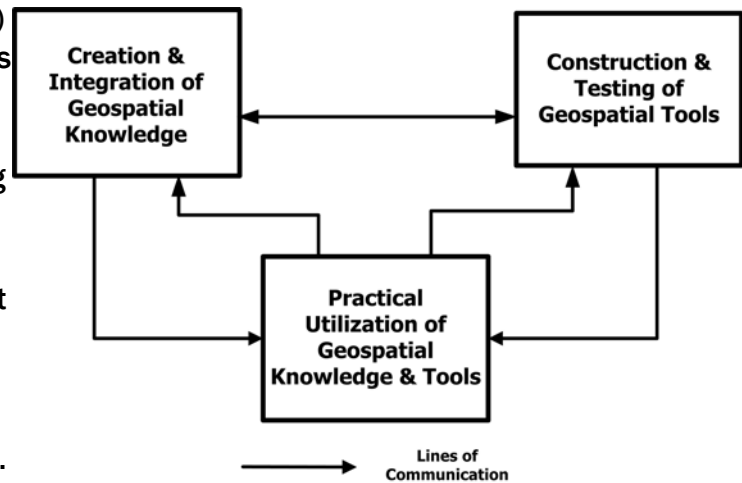 )
s
g
t
.
Creation &
Integration of
Geospatial
Knowledge
Construction &
Testing of
Geospatial Tools
Practical
Utilization of
Geospatial
Knowledge & Tools
Lines of
Communication